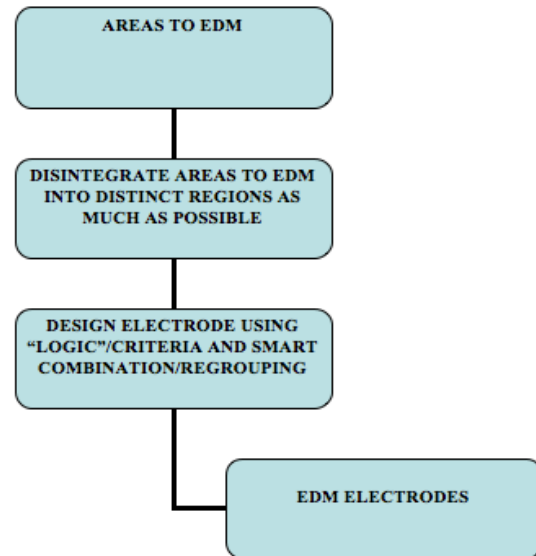 AREAS TO EDM
DISINTEGRATE AREAS TO EDM
INTO DISTINCT REGIONS AS
MUCH AS POSSIBLE
DESIGN ELECTRODE USING
“LOGIC”/CRITERIA AND SMART
COMBINATION/REGROUPING
EDM ELECTRODES